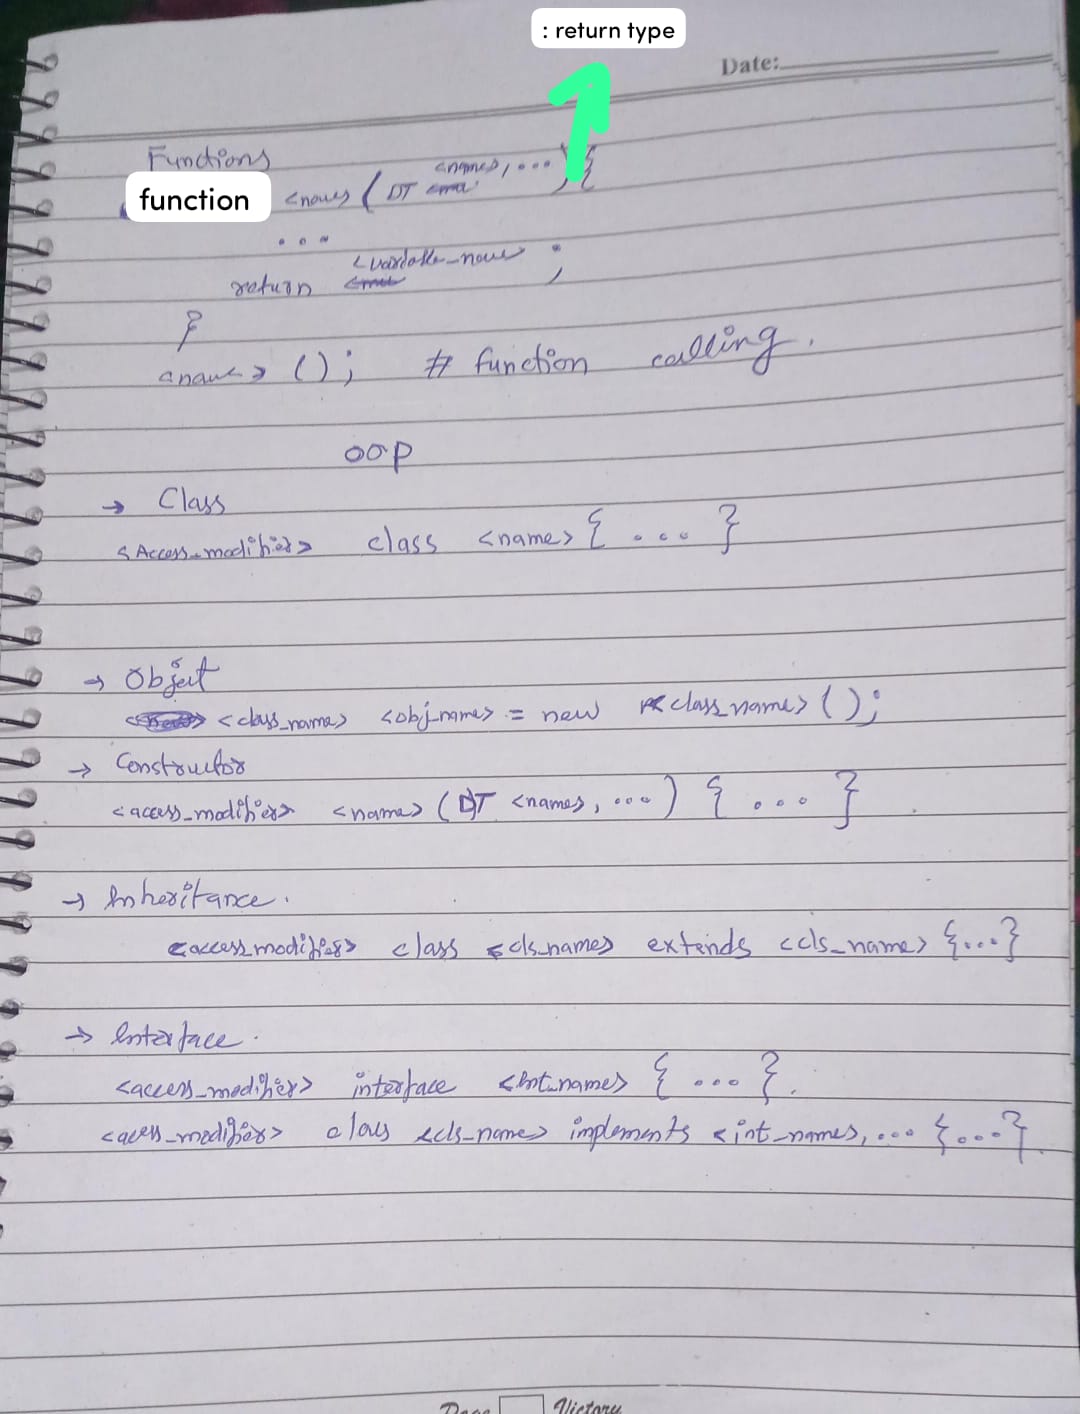 : return type
Date:
Functions
function <name> (DT <name>, ...) {
...
return <variable_name> ;
}
<name> (); # function calling.
OOP
→ Class
<Access_modifier> class <name> { ... }
→ Object
<class_name> <obj_name> = new <class_name> ();
→ Constructor
<access_modifier> <name> (DT <name>, ...) { ... }
→ Inheritance.
<access_modifier> class <cls_name> extends <cls_name> {...}
→ Interface.
<access_modifier> interface <Int_name> { ... }.
<access_modifier> class <cls_name> implements <int_name>, ... {...}.
Page Victory